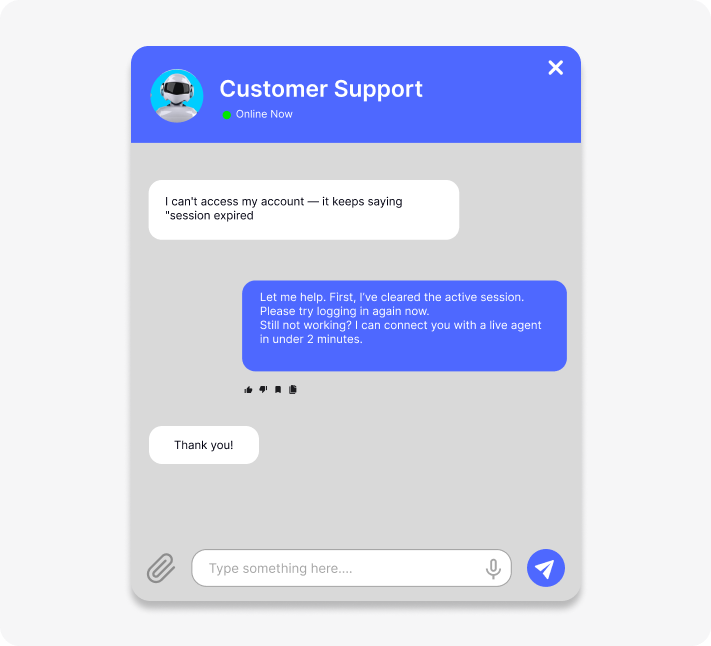 Customer Support
Online Now
I can't access my account — it keeps saying
"session expired
Let me help. First, I've cleared the active session.
Please try logging in again now.
Still not working? I can connect you with a live agent
in under 2 minutes.
Thank you!
Type something here....